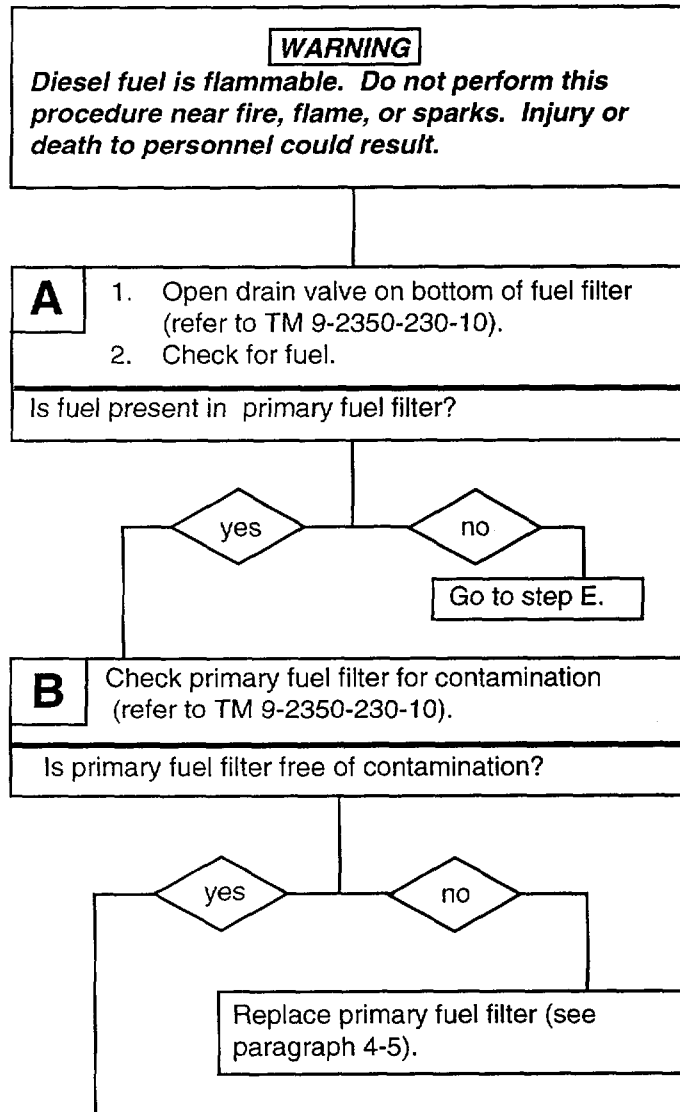 WARNING
Diesel fuel is flammable. Do not perform this
procedure near fire, flame, or sparks. Injury or
death to personnel could result.
A
1. Open drain valve on bottom of fuel filter
(refer to TM 9-2350-230-10).
2. Check for fuel.
Is fuel present in primary fuel filter?
yes
no
Go to step E.
B
Check primary fuel filter for contamination
(refer to TM 9-2350-230-10).
Is primary fuel filter free of contamination?
yes
no
Replace primary fuel filter (see
paragraph 4-5).